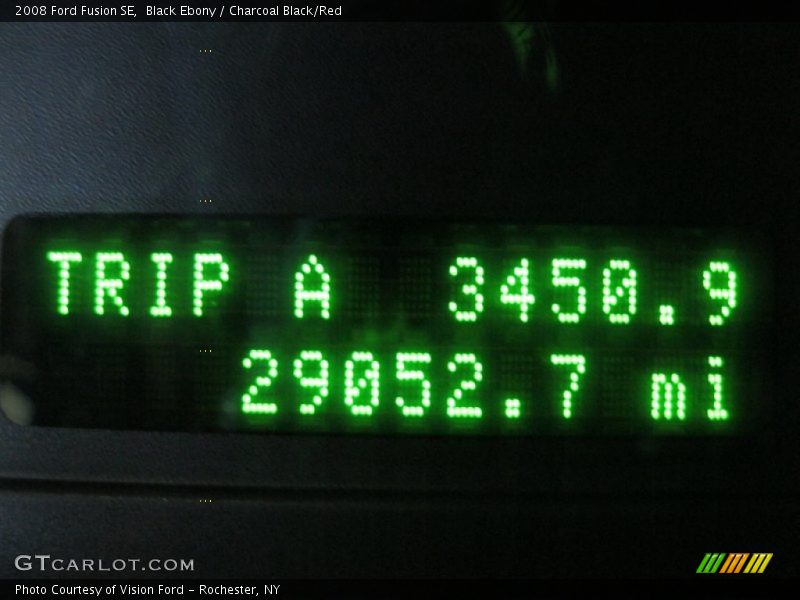 2008 Ford Fusion SE,  Black Ebony / Charcoal Black/Red
TRIP A 3450.9
29052.7 mi
GTCARLOT.COM
Photo Courtesy of Vision Ford - Rochester, NY